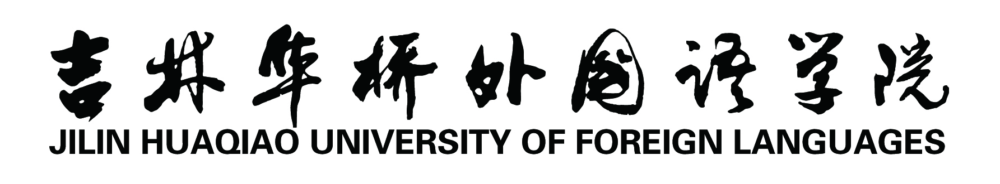 吉林华桥外国语学院
JILIN HUAQIAO UNIVERSITY OF FOREIGN LANGUAGES